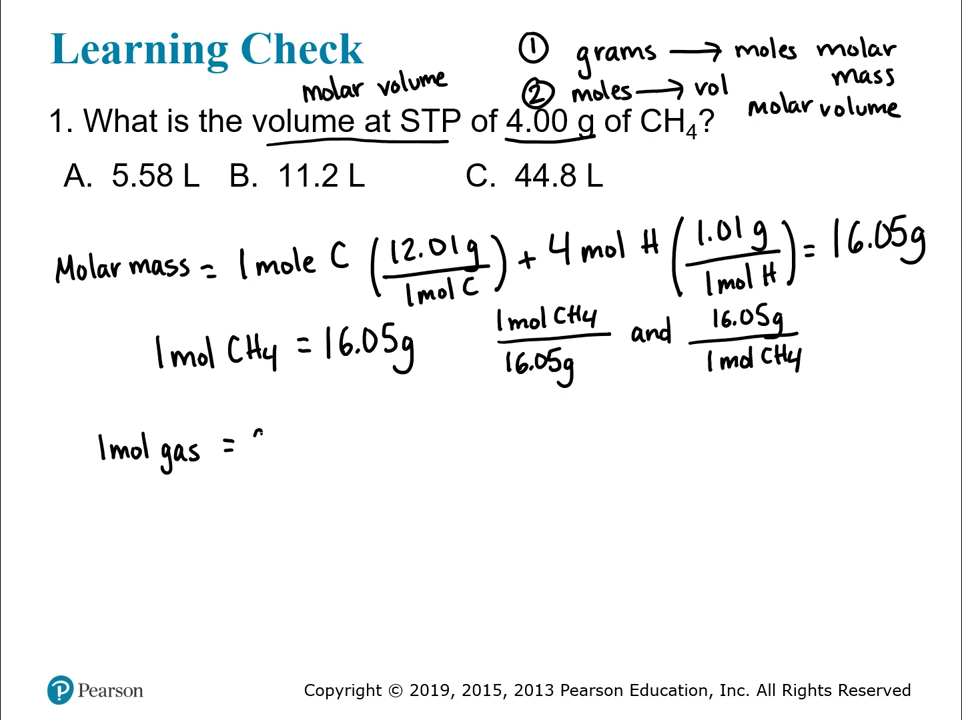 Learning Check
① grams → moles molar mass
② moles → vol molar volume
molar volume
1. What is the volume at STP of 4.00 g of CH₄?
A. 5.58 L B. 11.2 L C. 44.8 L
Molar mass = 1 mole C (12.01g / 1 mol C) + 4 mol H (1.01 g / 1 mol H) = 16.05g
1 mol CH₄ = 16.05g 1 mol CH₄ / 16.05g and 16.05g / 1 mol CH₄
1 mol gas =
Pearson
Copyright © 2019, 2015, 2013 Pearson Education, Inc. All Rights Reserved